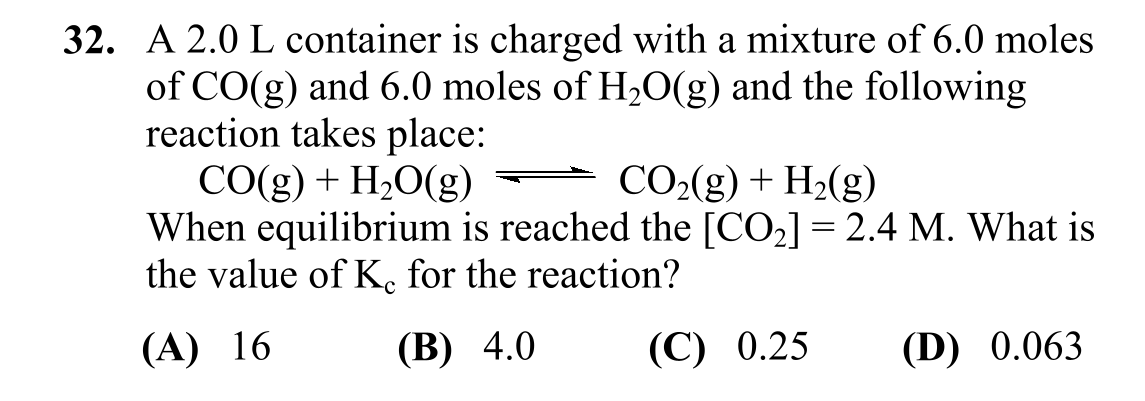 32. A 2.0 L container is charged with a mixture of 6.0 moles
of CO(g) and 6.0 moles of H₂O(g) and the following
reaction takes place:
CO(g) + H₂O(g) ⇌ CO₂(g) + H₂(g)
When equilibrium is reached the [CO₂] = 2.4 M. What is
the value of K꜀ for the reaction?
(A) 16 (B) 4.0 (C) 0.25 (D) 0.063